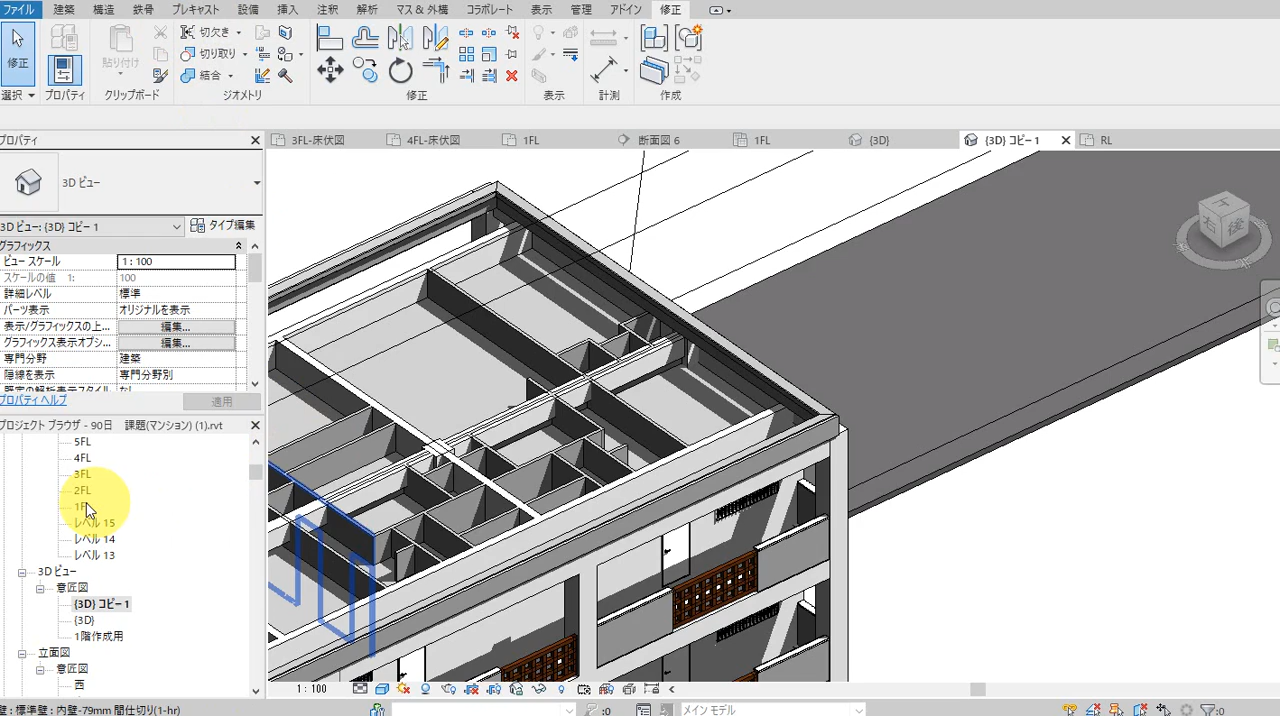 ファイル 建築 構造 鉄骨 プレキャスト 設備 挿入 注釈 解析 マス & 外構 コラボレート 表示 管理 アドイン 修正
修正 貼り付け 切欠き 切り取り 結合
選択 プロパティ クリップボード ジオメトリ 修正 表示 計測 作成
プロパティ
3FL-床伏図 4FL-床伏図 1FL 断面図 6 1FL {3D} {3D} コピー 1 RL
3D ビュー
3D ビュー: {3D} コピー 1 タイプ編集
グラフィックス
ビュー スケール 1 : 100
スケールの値 1: 100
詳細レベル 標準
パーツ表示 オリジナルを表示
表示/グラフィックスの上... 編集...
グラフィックス表示オプシ... 編集...
専門分野 建築
隠線を表示 専門分野別
既定の解析表示スタイル なし
プロパティ ヘルプ 適用
プロジェクト ブラウザ - 90日 課題(マンション) (1).rvt
5FL
4FL
3FL
2FL
レベル 15
レベル 14
レベル 13
3D ビュー
意匠図
{3D} コピー 1
{3D}
1階作成用
立面図
意匠図
西
上 右 後
1 : 100
壁 : 標準壁 : 内壁-79mm 間仕切り(1-hr) :0 メイン モデル :0